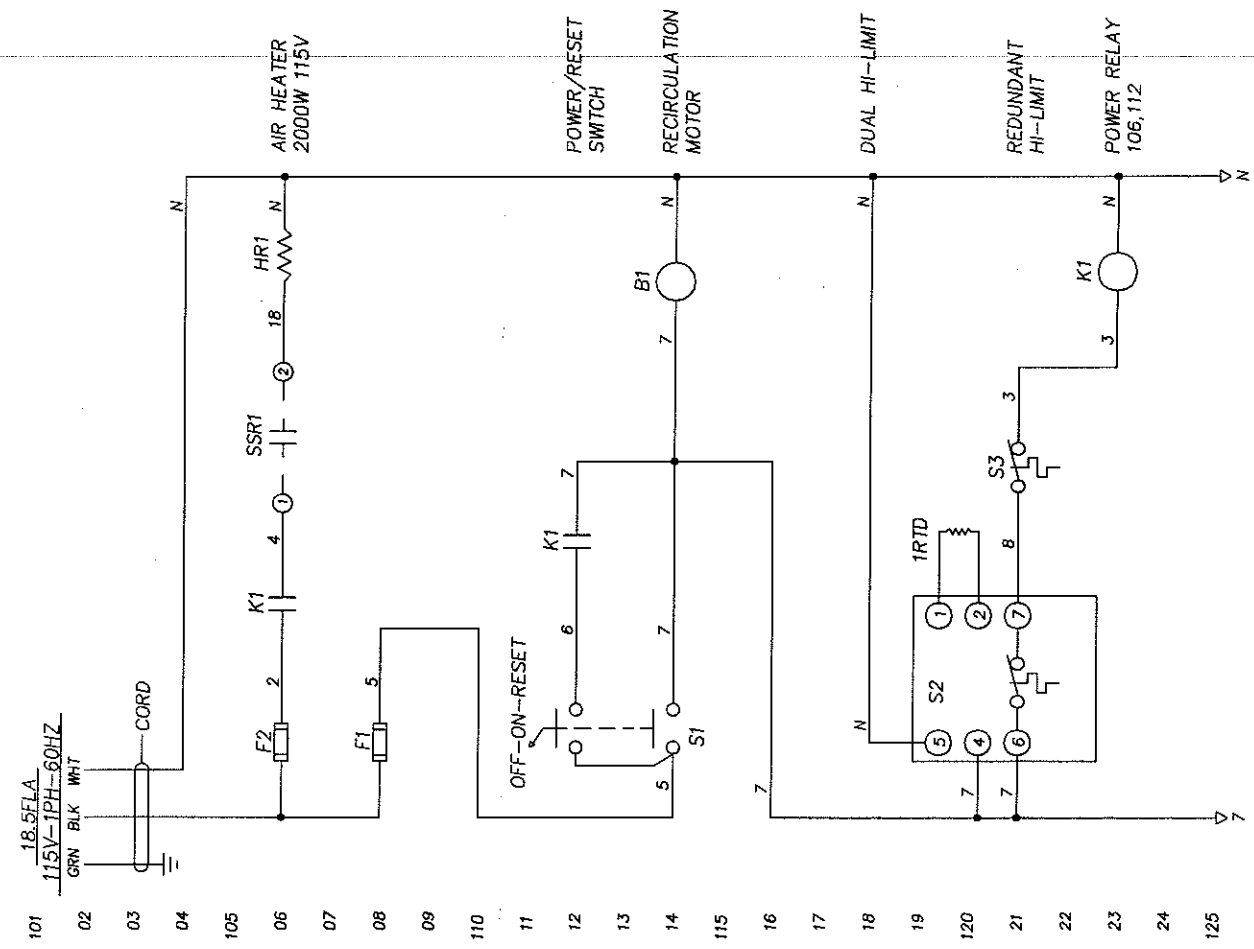 101
18.5FLA
115V-1PH-60HZ
02
GRN BLK WHT
03
CORD
04
N
105
06
F2
2
K1
4
1
SSR1
2
18
HR1
N
AIR HEATER
2000W 115V
07
08
F1
5
09
110
11
OFF-ON-RESET
12
6
K1
7
POWER/RESET
SWITCH
13
14
5
S1
7
7
B1
N
RECIRCULATION
MOTOR
115
16
7
17
18
N
N
DUAL HI-LIMIT
19
5
S2
1
1RTD
120
7
4
2
21
7
6
7
8
S3
3
REDUNDANT
HI-LIMIT
22
23
3
K1
N
POWER RELAY
106,112
24
125
7
N